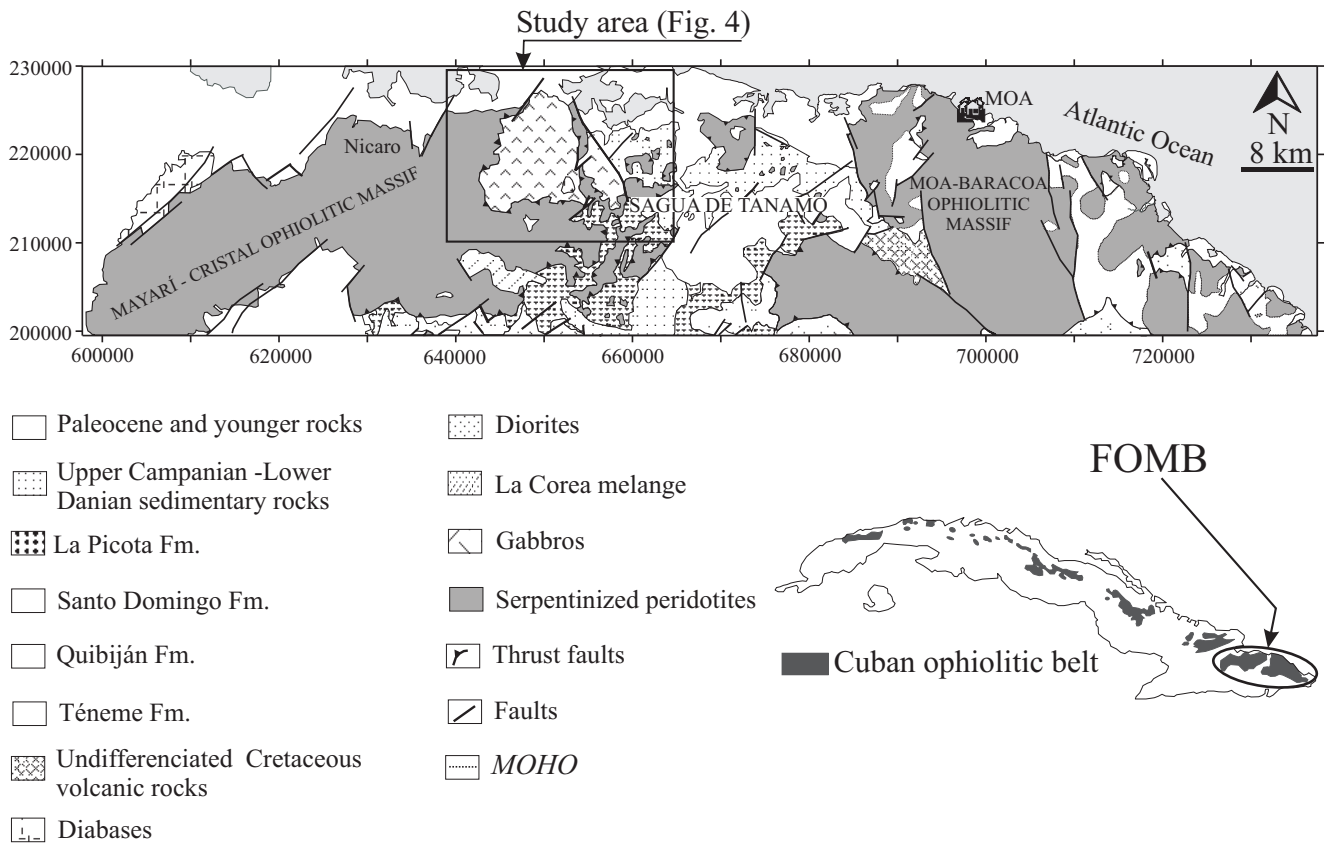 Study area (Fig. 4)
230000
220000
210000
200000
600000
620000
640000
660000
680000
700000
720000
MOA
Atlantic Ocean
N
8 km
Nicaro
MAYARÍ - CRISTAL OPHIOLITIC MASSIF
SAGUA DE TANAMO
MOA-BARACOA
OPHIOLITIC
MASSIF
Paleocene and younger rocks
Upper Campanian -Lower
Danian sedimentary rocks
La Picota Fm.
Santo Domingo Fm.
Quibiján Fm.
Téneme Fm.
Undifferenciated Cretaceous
volcanic rocks
Diabases
Diorites
La Corea melange
Gabbros
Serpentinized peridotites
Thrust faults
Faults
MOHO
FOMB
Cuban ophiolitic belt